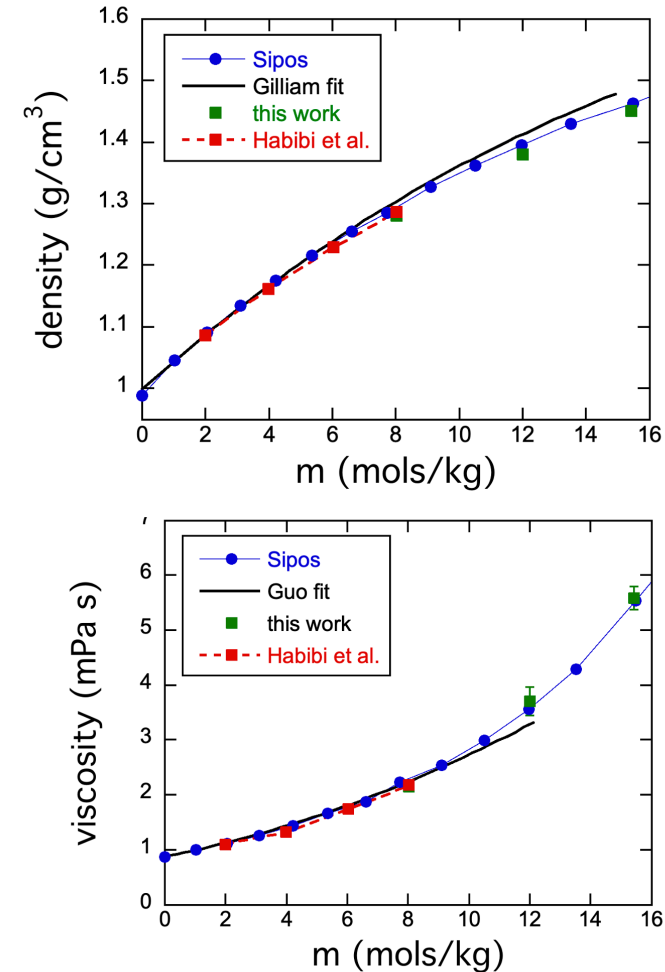 1.6
1.5
1.4
1.3
1.2
1.1
1
density (g/cm³)
Sipos
Gilliam fit
this work
Habibi et al.
0 2 4 6 8 10 12 14 16
m (mols/kg)
7
6
5
4
3
2
1
0
viscosity (mPa s)
Sipos
Guo fit
this work
Habibi et al.
0 2 4 6 8 10 12 14 16
m (mols/kg)